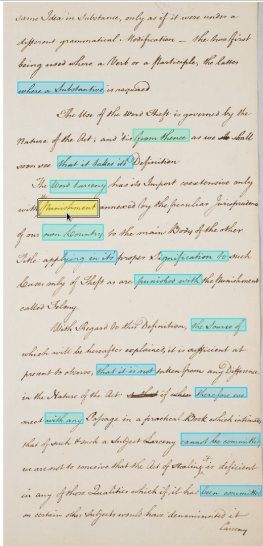 same Idea in Substance, only as if it were under a
different grammatical Modification — the two first
being used where a Verb or a Participle, the latter
where a Substantive is required
The Use of the word Theft is governed by the
Nature of the Act; and 'tis from thence as we shall
soon see that it takes its Definition
The Word Larceny has its Import coextensive only
with Punishment annexed by the peculiar Jurisprudence
of our own Country to the main Body of the other
Title applying in its proper Signification to such
Cases only of Theft as are punished with the Punishment
called Felony.
With Regard to this Definition, the Source of
which will be hereafter explained, it is sufficient at
present to observe, that it is not taken from any Difference
in the Nature of the Act if therefore we
meet with any Passage in a practical Book which intimates
that of such & such a Subject Larceny cannot be committed
we are not to conceive that the Act of Stealing is deficient
in any of those Qualities which if it had been committed
on certain other Subjects would have denominated it
Larceny